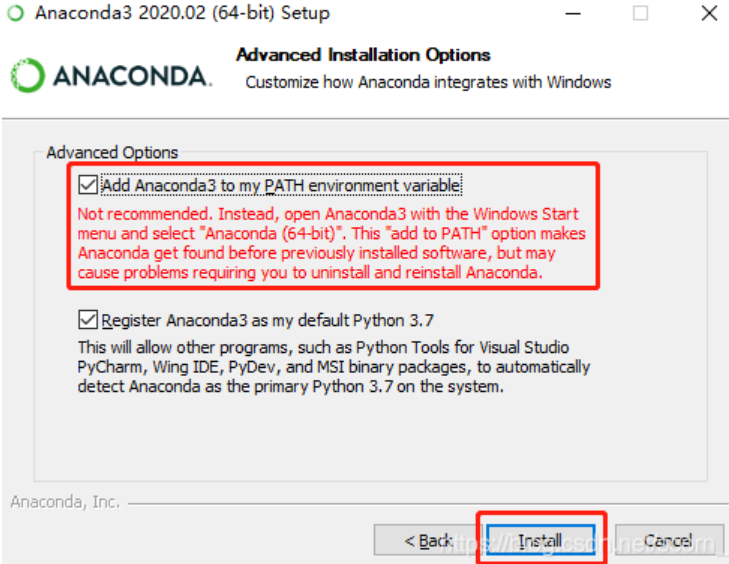 Anaconda3 2020.02 (64-bit) Setup
ANACONDA.
Advanced Installation Options
Customize how Anaconda integrates with Windows
Advanced Options
Add Anaconda3 to my PATH environment variable
Not recommended. Instead, open Anaconda3 with the Windows Start
menu and select "Anaconda (64-bit)". This "add to PATH" option makes
Anaconda get found before previously installed software, but may
cause problems requiring you to uninstall and reinstall Anaconda.
Register Anaconda3 as my default Python 3.7
This will allow other programs, such as Python Tools for Visual Studio
PyCharm, Wing IDE, PyDev, and MSI binary packages, to automatically
detect Anaconda as the primary Python 3.7 on the system.
Anaconda, Inc.
< Back
Install
Cancel